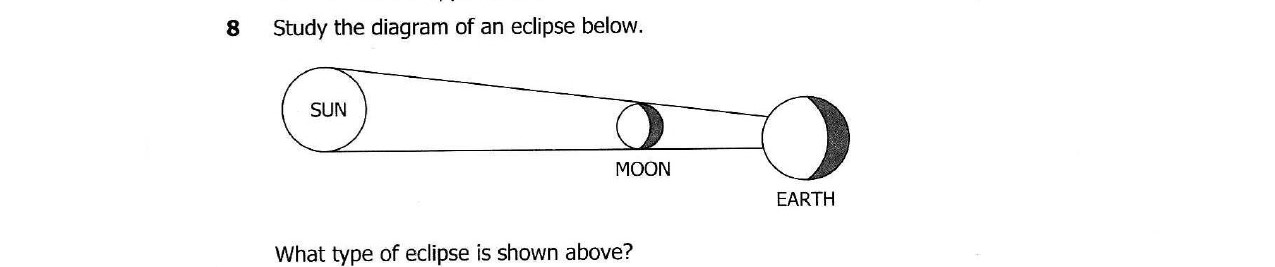 8 Study the diagram of an eclipse below.
SUN
MOON
EARTH
What type of eclipse is shown above?